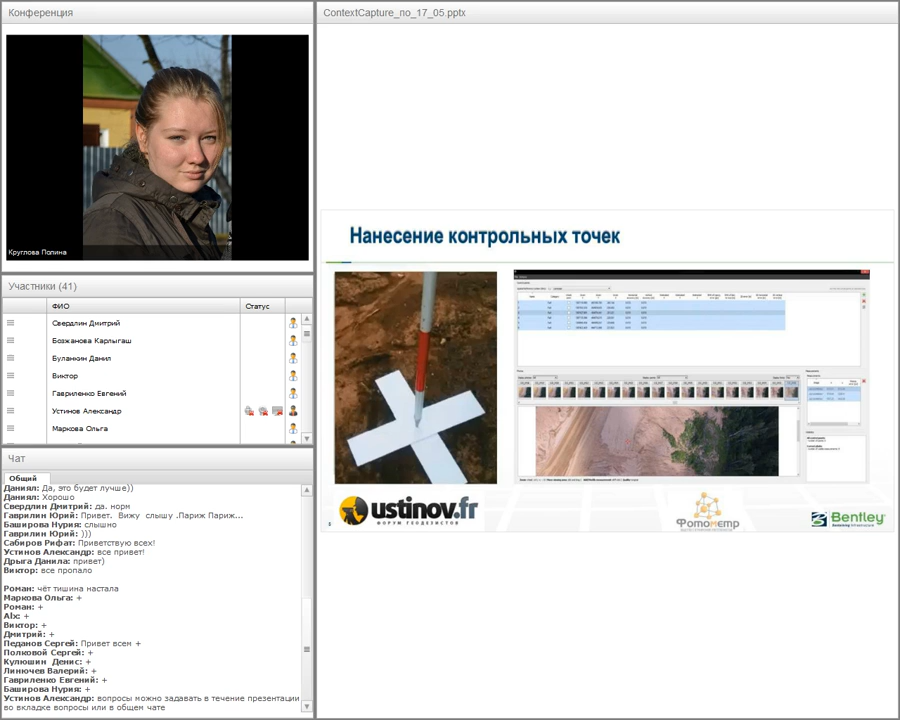 Конференция
Круглова Полина
Участники (41)
ФИО
Статус
Свердлин Дмитрий
Божанова Карлыгаш
Буланкин Данил
Виктор
Гавриленко Евгений
Устинов Александр
Маркова Ольга
Чат
Общий
Даниял: Да, это будет лучше))
Даниял: Хорошо
Свердлин Дмитрий: да. норм
Гаврилин Юрий: Привет. Вижу слышу .Париж Париж...
Баширова Нурия: слышно
Гаврилин Юрий: )))
Сабиров Рифат: Приветствую всех!
Устинов Александр: все привет!
Дрыга Данила: привет)
Виктор: все пропало
Роман: чёт тишина настала
Маркова Ольга: +
Роман: +
Alx: +
Виктор: +
Дмитрий: +
Педанов Сергей: Привет всем +
Полковой Сергей: +
Кулюшин Денис: +
Линючев Валерий: +
Гавриленко Евгений: +
Баширова Нурия: +
Устинов Александр: вопросы можно задавать в течение презентации
во вкладке вопросы или в общем чате
ContextCapture_по_17_05.pptx
Нанесение контрольных точек
ustinov.fr
ФОРУМ ГЕОДЕЗИСТОВ
Фотометр
Bentley